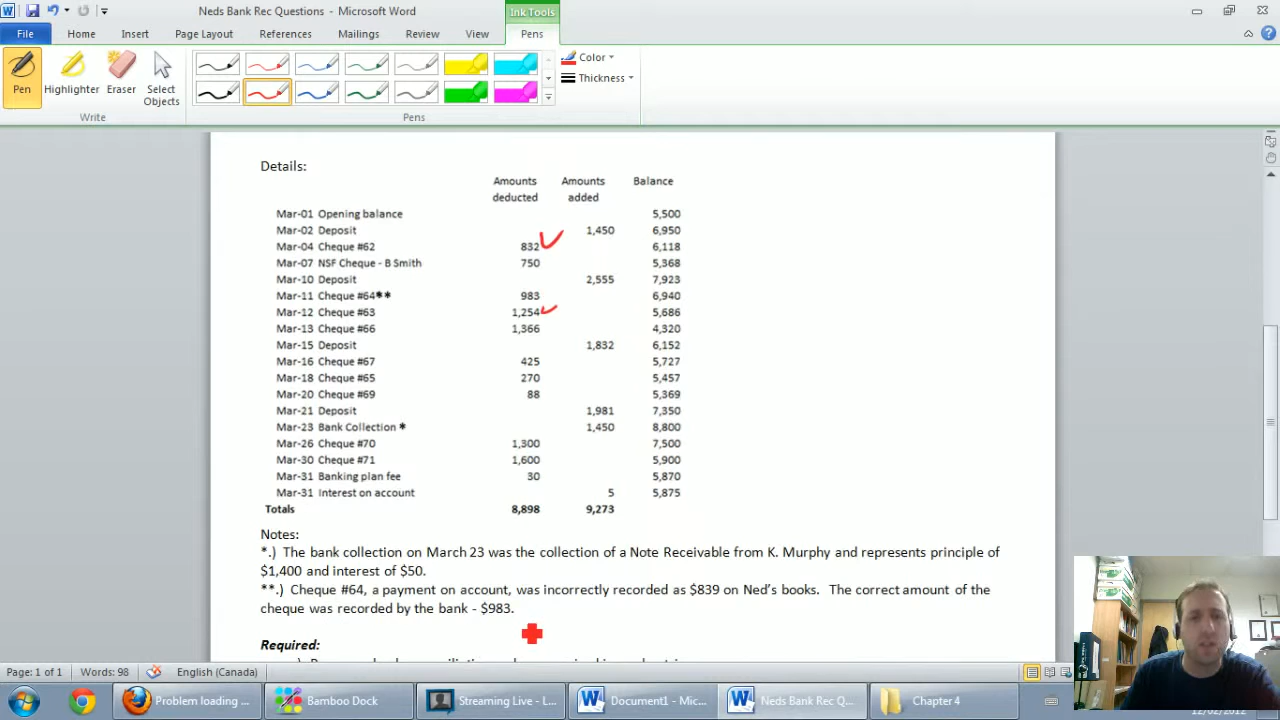 Neds Bank Rec Questions - Microsoft Word
Ink Tools
File Home Insert Page Layout References Mailings Review View Pens
Pen Highlighter Eraser Select Objects
Color
Thickness
Write Pens
Details:
Amounts deducted Amounts added Balance
Mar-01 Opening balance 5,500
Mar-02 Deposit 1,450 6,950
Mar-04 Cheque #62 832 6,118
Mar-07 NSF Cheque - B Smith 750 5,368
Mar-10 Deposit 2,555 7,923
Mar-11 Cheque #64** 983 6,940
Mar-12 Cheque #63 1,254 5,686
Mar-13 Cheque #66 1,366 4,320
Mar-15 Deposit 1,832 6,152
Mar-16 Cheque #67 425 5,727
Mar-18 Cheque #65 270 5,457
Mar-20 Cheque #69 88 5,369
Mar-21 Deposit 1,981 7,350
Mar-23 Bank Collection * 1,450 8,800
Mar-26 Cheque #70 1,300 7,500
Mar-30 Cheque #71 1,600 5,900
Mar-31 Banking plan fee 30 5,870
Mar-31 Interest on account 5 5,875
Totals 8,898 9,273
Notes:
*.) The bank collection on March 23 was the collection of a Note Receivable from K. Murphy and represents principle of
$1,400 and interest of $50.
**.) Cheque #64, a payment on account, was incorrectly recorded as $839 on Ned's books. The correct amount of the
cheque was recorded by the bank - $983.
Required:
Page: 1 of 1 Words: 98 English (Canada)
Problem loading ... Bamboo Dock Streaming Live - L... Document1 - Mic... Neds Bank Rec Qu... Chapter 4
12/02/2012